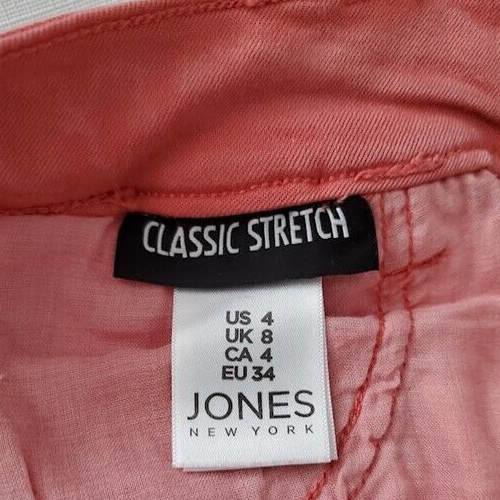 CLASSIC STRETCH
US 4
UK 8
CA 4
EU 34
JONES
NEW YORK